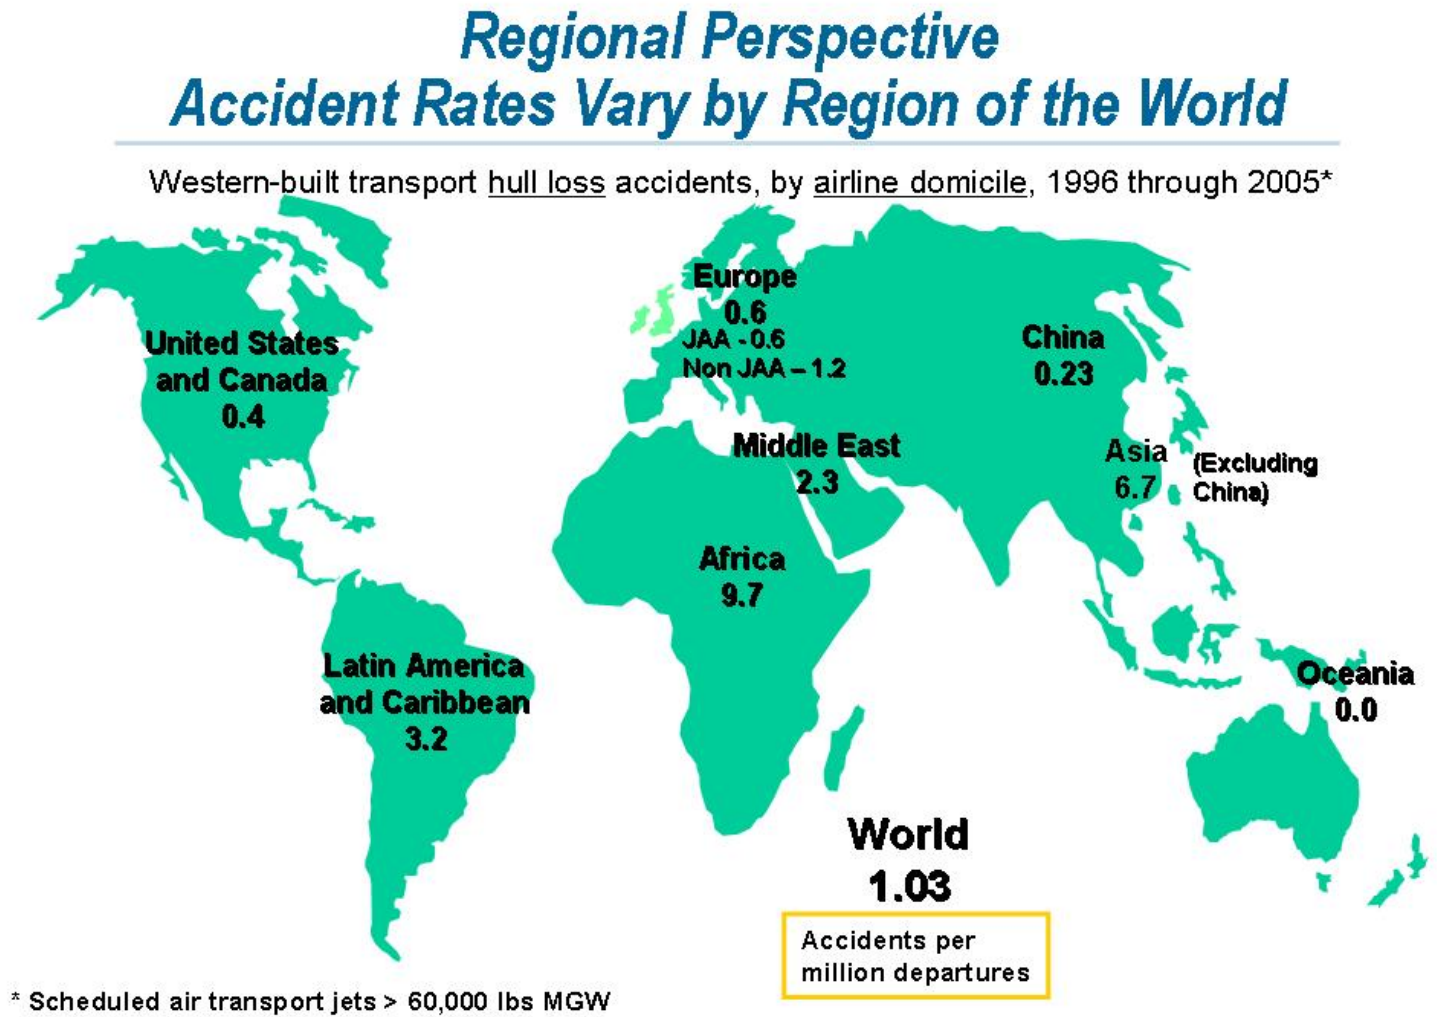 Regional Perspective
Accident Rates Vary by Region of the World
Western-built transport hull loss accidents, by airline domicile, 1996 through 2005*
United States
and Canada
0.4
Europe
0.6
JAA - 0.6
Non JAA – 1.2
China
0.23
Middle East
2.3
Asia
6.7
(Excluding
China)
Africa
9.7
Latin America
and Caribbean
3.2
Oceania
0.0
World
1.03
Accidents per
million departures
* Scheduled air transport jets > 60,000 lbs MGW